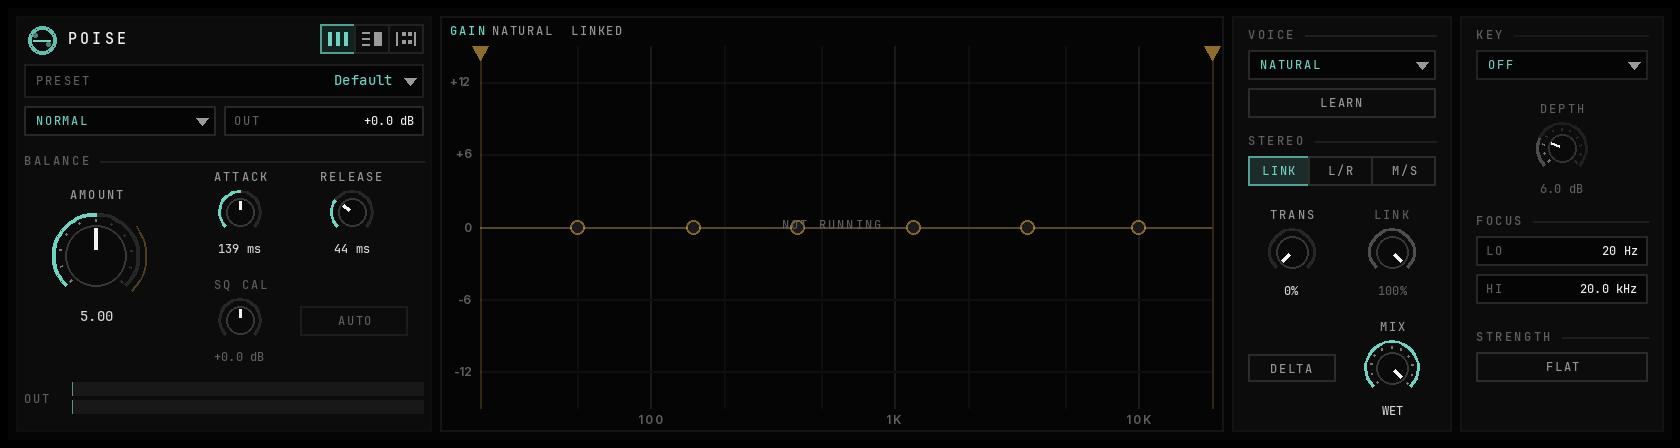 POISE
PRESET Default
NORMAL
OUT +0.0 dB
BALANCE
AMOUNT
5.00
ATTACK
139 ms
RELEASE
44 ms
SQ CAL
+0.0 dB
AUTO
OUT
GAIN NATURAL LINKED
+12
+6
0
-6
-12
NOT RUNNING
100 1K 10K
VOICE
NATURAL
LEARN
STEREO
LINK L/R M/S
TRANS
0%
LINK
100%
DELTA
MIX
WET
KEY
OFF
DEPTH
6.0 dB
FOCUS
LO 20 Hz
HI 20.0 kHz
STRENGTH
FLAT